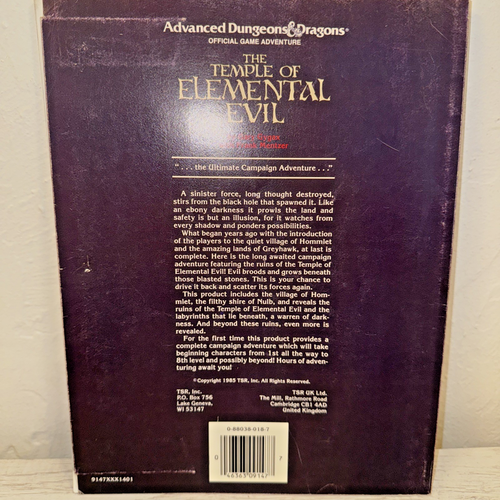 Advanced Dungeons&Dragons®
OFFICIAL GAME ADVENTURE
THE
TEMPLE OF
ELEMENTAL
EVIL
Gygax
Mentzer
". . . the Ultimate Campaign Adventure . . ."
A sinister force, long thought destroyed,
stirs from the black hole that spawned it. Like
an ebony darkness it prowls the land and
safety is but an illusion, for it watches from
every shadow and ponders possibilities.
What began years ago with the introduction
of the players to the quiet village of Hommlet
and the amazing lands of Greyhawk, at last is
complete. Here is the long awaited campaign
adventure featuring the ruins of the Temple of
Elemental Evil! Evil broods and grows beneath
those blasted stones. This is your chance to
drive it back and scatter its forces again.
This product includes the village of Hom-
mlet, the filthy shire of Nulb, and reveals the
ruins of the Temple of Elemental Evil and the
labyrinths that lie beneath, a warren of dark-
ness. And beyond these ruins, even more is
revealed.
For the first time this product provides a
complete campaign adventure which will take
beginning characters from 1st all the way to
8th level and possibly beyond! Hours of adven-
turing await you!
©Copyright 1985 TSR, Inc. All Rights Reserved.
TSR, Inc.
P.O. Box 756
Lake Geneva,
WI 53147
TSR UK Ltd.
The Mill, Rathmore Road
Cambridge CB1 4AD
United Kingdom
0-88038-018-7
0 46363 09147 7
9147XXX1401